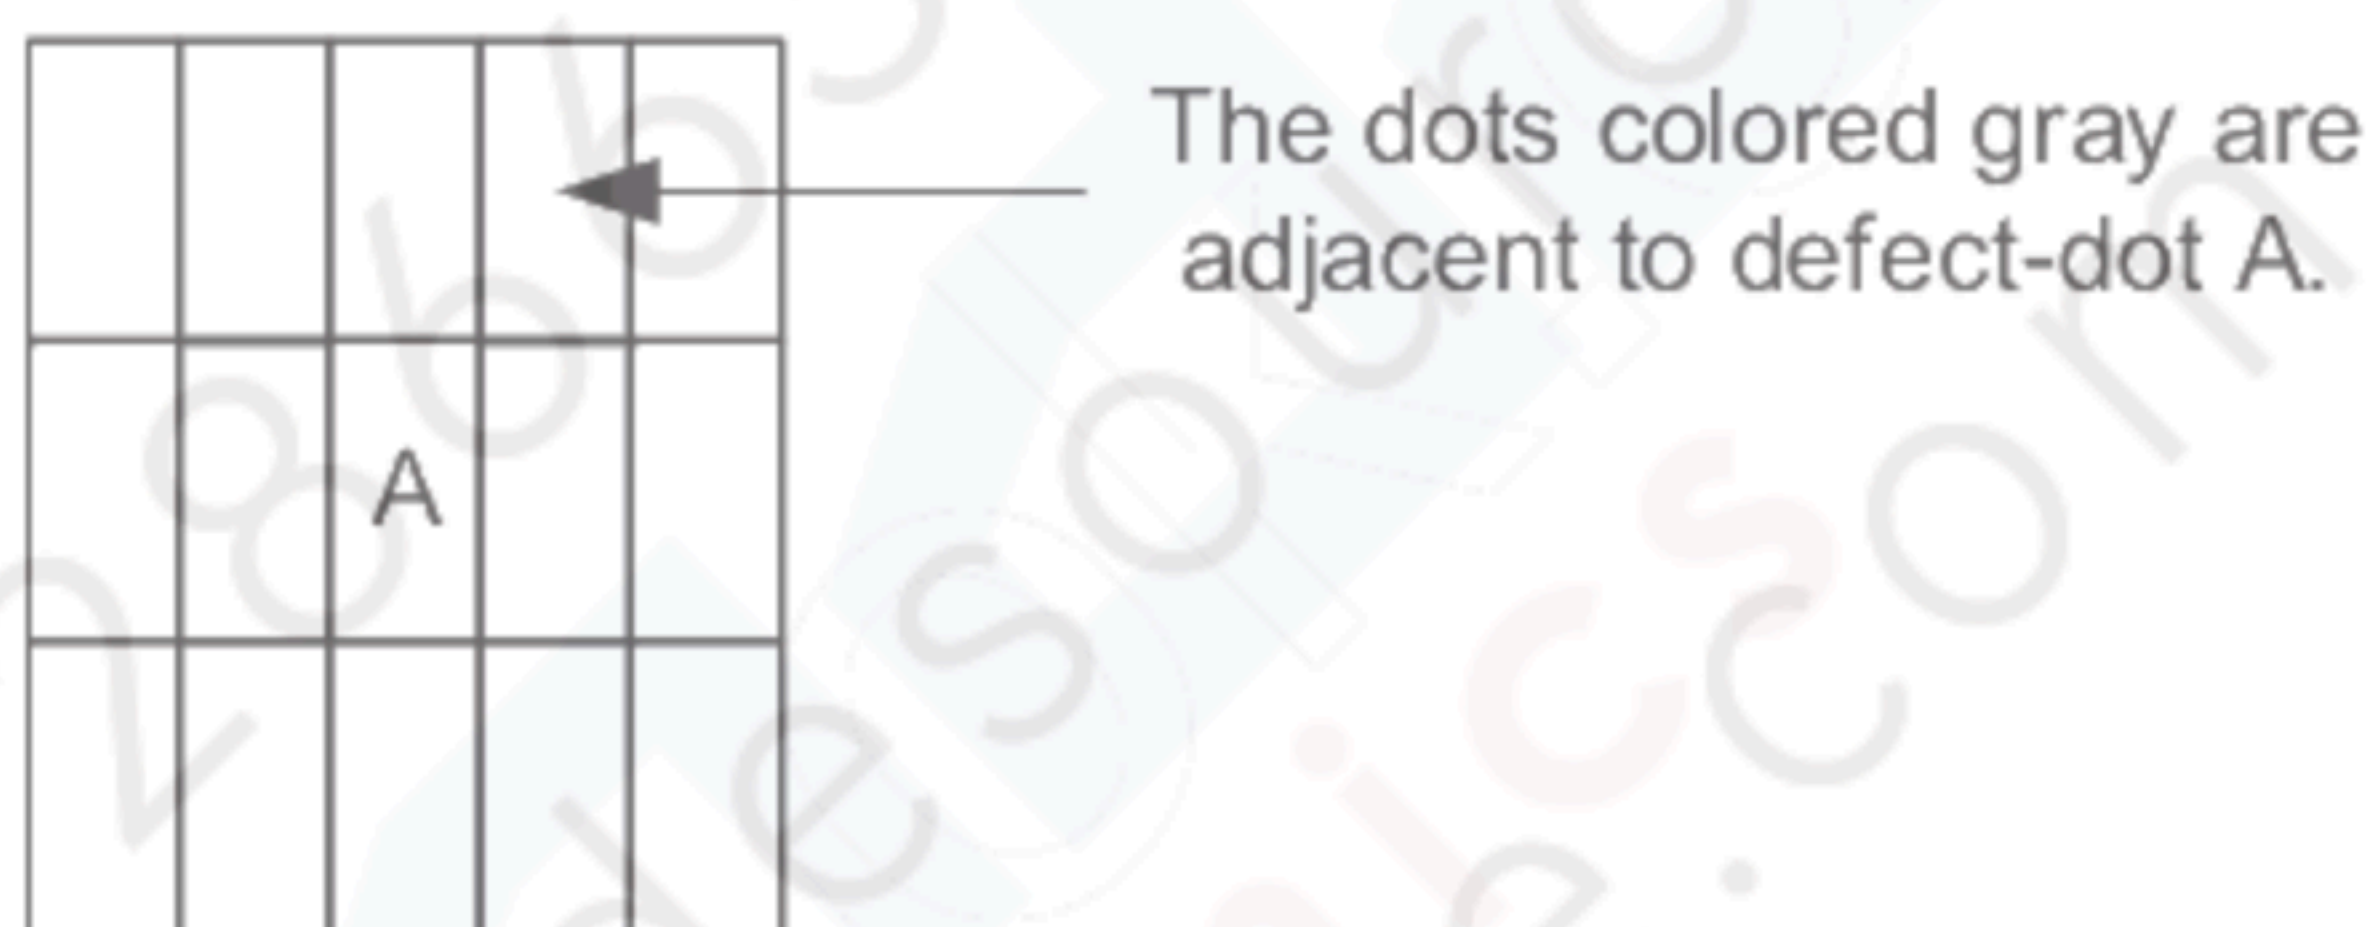 The dots colored gray are
adjacent to defect-dot A.
A